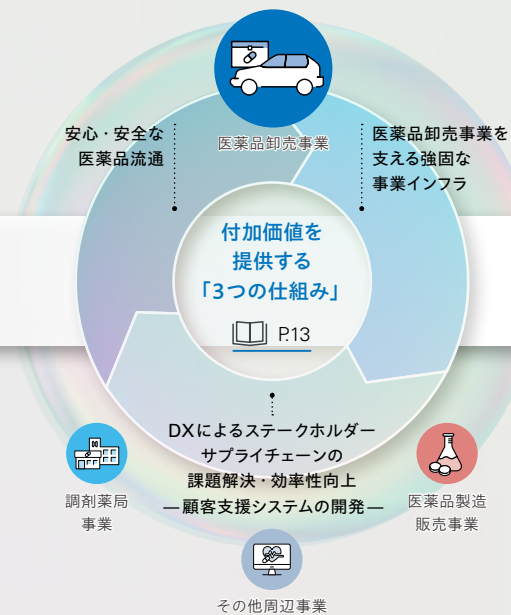 医薬品卸売事業
安心・安全な
医薬品流通
医薬品卸売事業を
支える強固な
事業インフラ
付加価値を
提供する
「3つの仕組み」
P.13
DXによるステークホルダー
サプライチェーンの
課題解決・効率性向上
―顧客支援システムの開発―
調剤薬局
事業
医薬品製造
販売事業
その他周辺事業